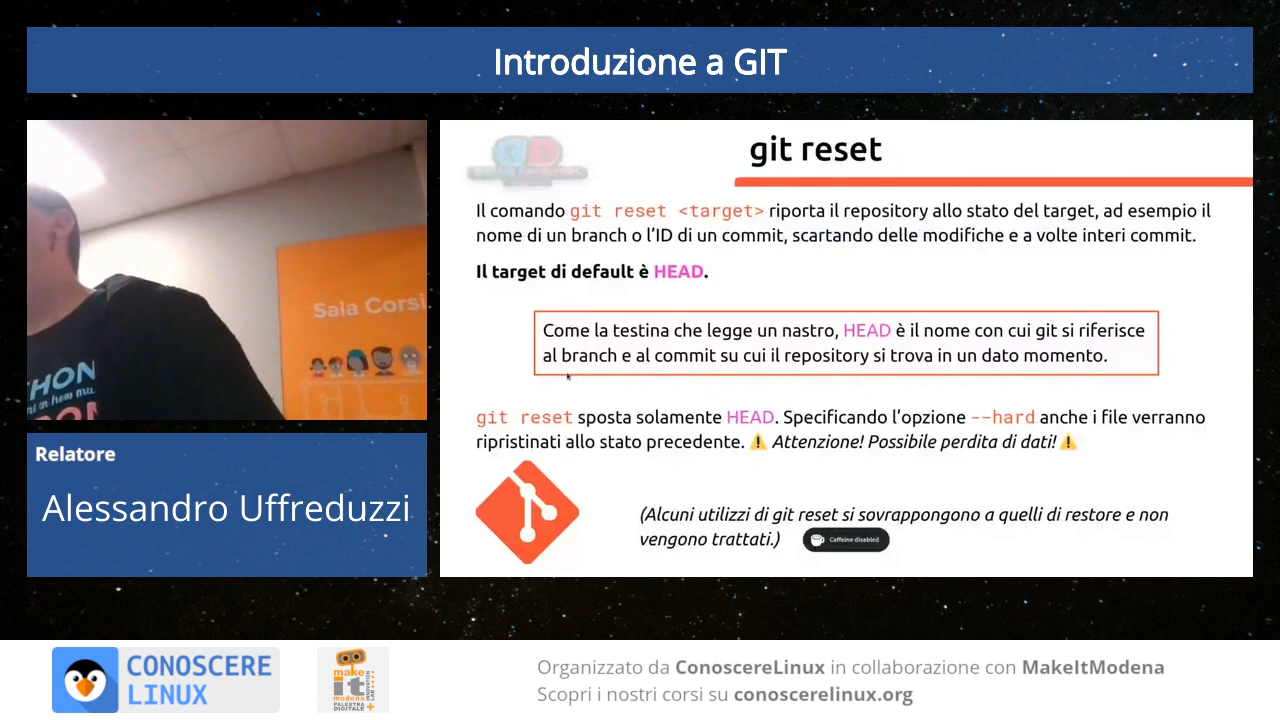 Introduzione a GIT
Sala Corsi
HON
Relatore
Alessandro Uffreduzzi
git reset
Il comando git reset <target> riporta il repository allo stato del target, ad esempio il
nome di un branch o l'ID di un commit, scartando delle modifiche e a volte interi commit.
Il target di default è HEAD.
Come la testina che legge un nastro, HEAD è il nome con cui git si riferisce
al branch e al commit su cui il repository si trova in un dato momento.
git reset sposta solamente HEAD. Specificando l'opzione --hard anche i file verranno
ripristinati allo stato precedente. ⚠️ Attenzione! Possibile perdita di dati! ⚠️
(Alcuni utilizzi di git reset si sovrappongono a quelli di restore e non
vengono trattati.)
Caffeine disabled
CONOSCERE
LINUX
make
it
modena
PALESTRA
DIGITALE
INNOVATION
LAB
Organizzato da ConoscereLinux in collaborazione con MakeItModena
Scopri i nostri corsi su conoscerelinux.org